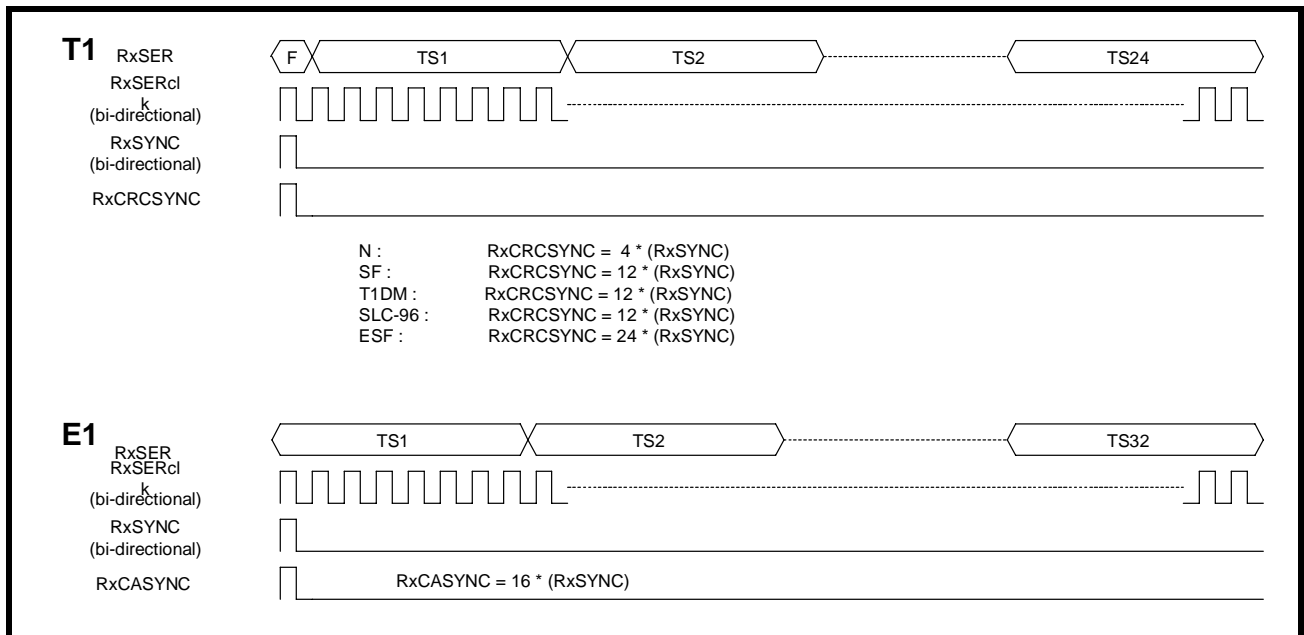 T1 RxSER F TS1 TS2 TS24
RxSERcl
k
(bi-directional)
RxSYNC
(bi-directional)
RxCRCSYNC
N : RxCRCSYNC = 4 * (RxSYNC)
SF : RxCRCSYNC = 12 * (RxSYNC)
T1DM : RxCRCSYNC = 12 * (RxSYNC)
SLC-96 : RxCRCSYNC = 12 * (RxSYNC)
ESF : RxCRCSYNC = 24 * (RxSYNC)
E1 RxSER TS1 TS2 TS32
RxSERcl
k
(bi-directional)
RxSYNC
(bi-directional)
RxCASYNC RxCASYNC = 16 * (RxSYNC)